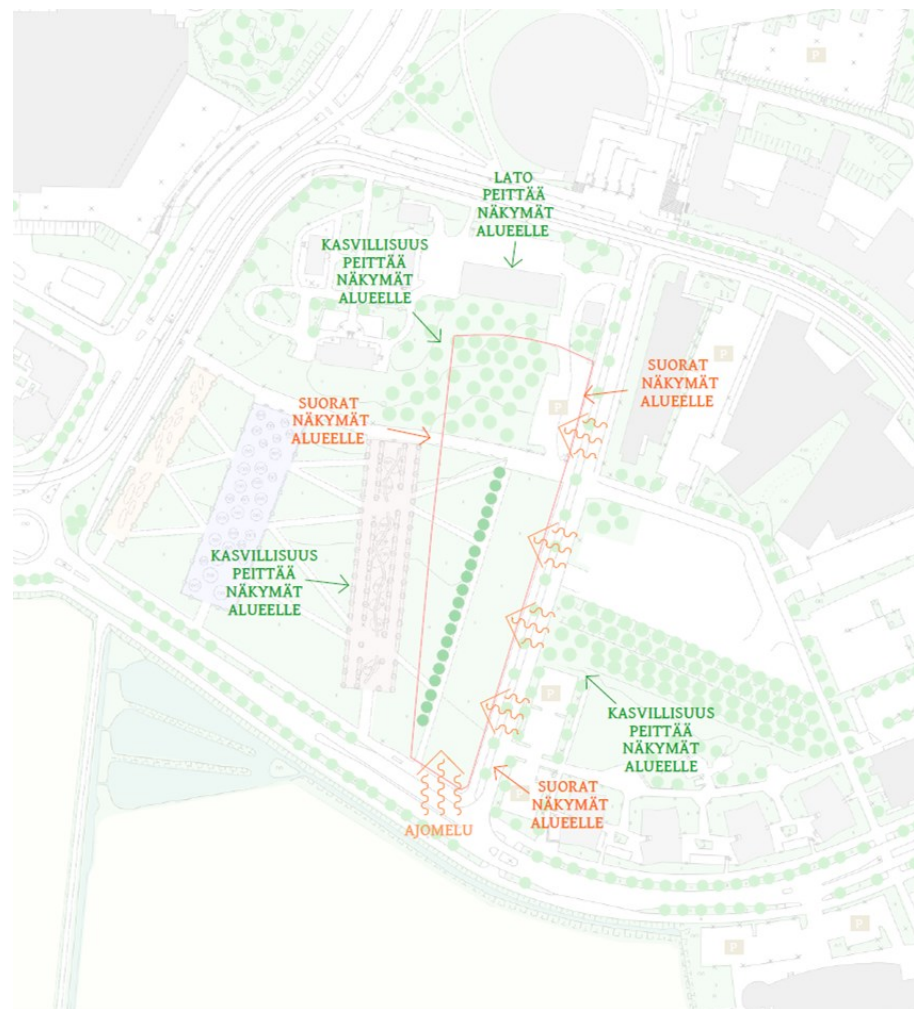 LATO
PEITTÄÄ
NÄKYMÄT
ALUEELLE
KASVILLISUUS
PEITTÄÄ
NÄKYMÄT
ALUEELLE
P
P
SUORAT
NÄKYMÄT
ALUEELLE
SUORAT
NÄKYMÄT
ALUEELLE
P
KASVILLISUUS
PEITTÄÄ
NÄKYMÄT
ALUEELLE
P
KASVILLISUUS
PEITTÄÄ
NÄKYMÄT
ALUEELLE
SUORAT
NÄKYMÄT
ALUEELLE
P
AJOMELU
P
P
P